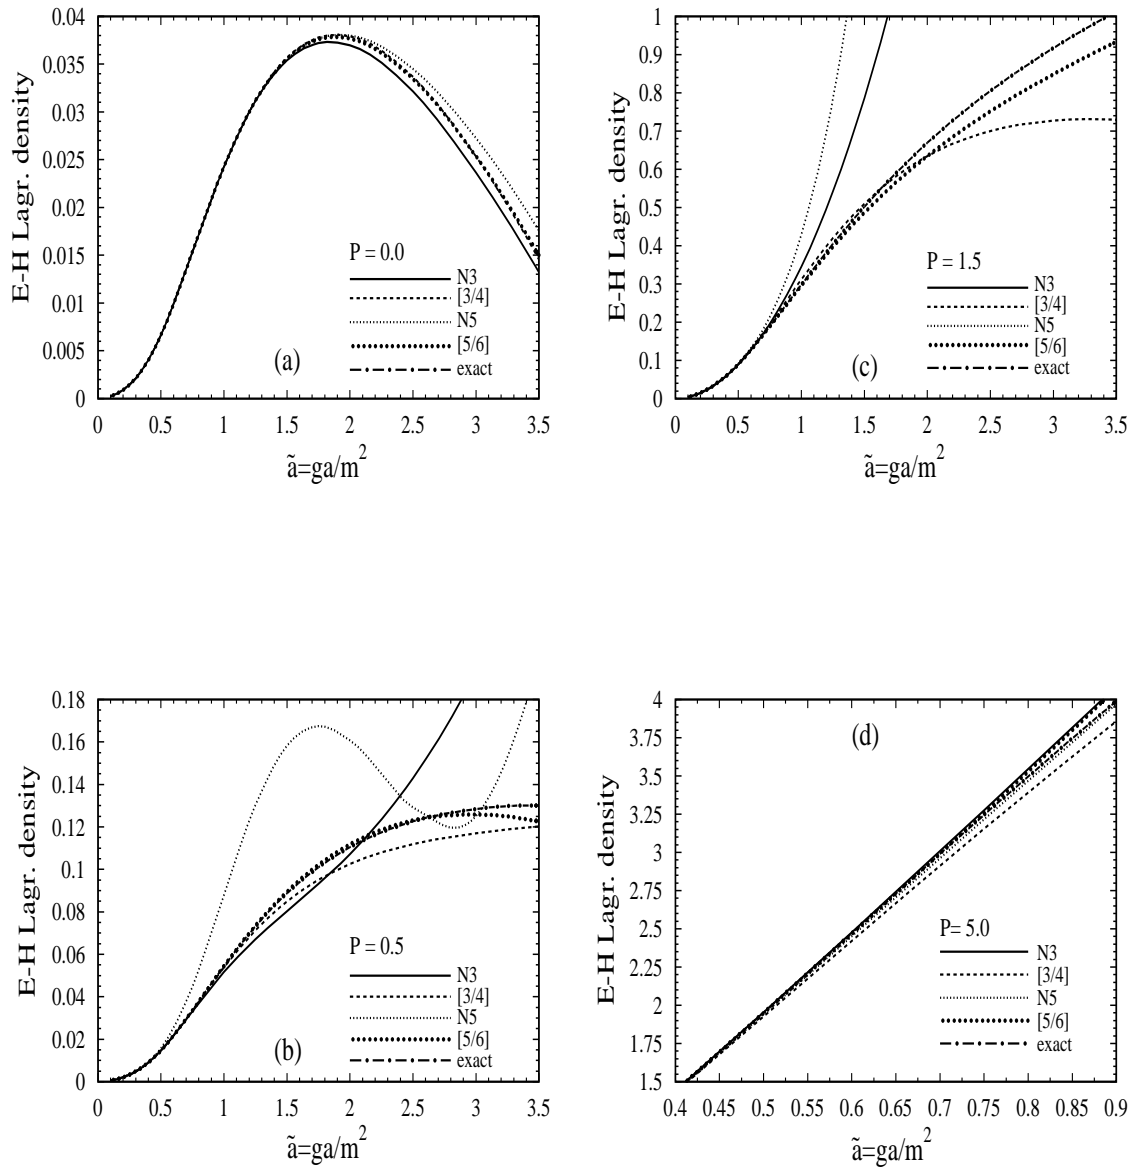 E-H Lagr. density
0.04
0.035
0.03
0.025
0.02
0.015
0.01
0.005
0
P = 0.0
N3
[3/4]
N5
[5/6]
exact
(a)
0 0.5 1 1.5 2 2.5 3 3.5
ã=ga/m²
E-H Lagr. density
1
0.9
0.8
0.7
0.6
0.5
0.4
0.3
0.2
0.1
0
P = 1.5
N3
[3/4]
N5
[5/6]
exact
(c)
0 0.5 1 1.5 2 2.5 3 3.5
ã=ga/m²
E-H Lagr. density
0.18
0.16
0.14
0.12
0.1
0.08
0.06
0.04
0.02
0
P = 0.5
N3
[3/4]
N5
[5/6]
exact
(b)
0 0.5 1 1.5 2 2.5 3 3.5
ã=ga/m²
E-H Lagr. density
4
3.75
3.5
3.25
3
2.75
2.5
2.25
2
1.75
1.5
(d)
P= 5.0
N3
[3/4]
N5
[5/6]
exact
0.4 0.45 0.5 0.55 0.6 0.65 0.7 0.75 0.8 0.85 0.9
ã=ga/m²